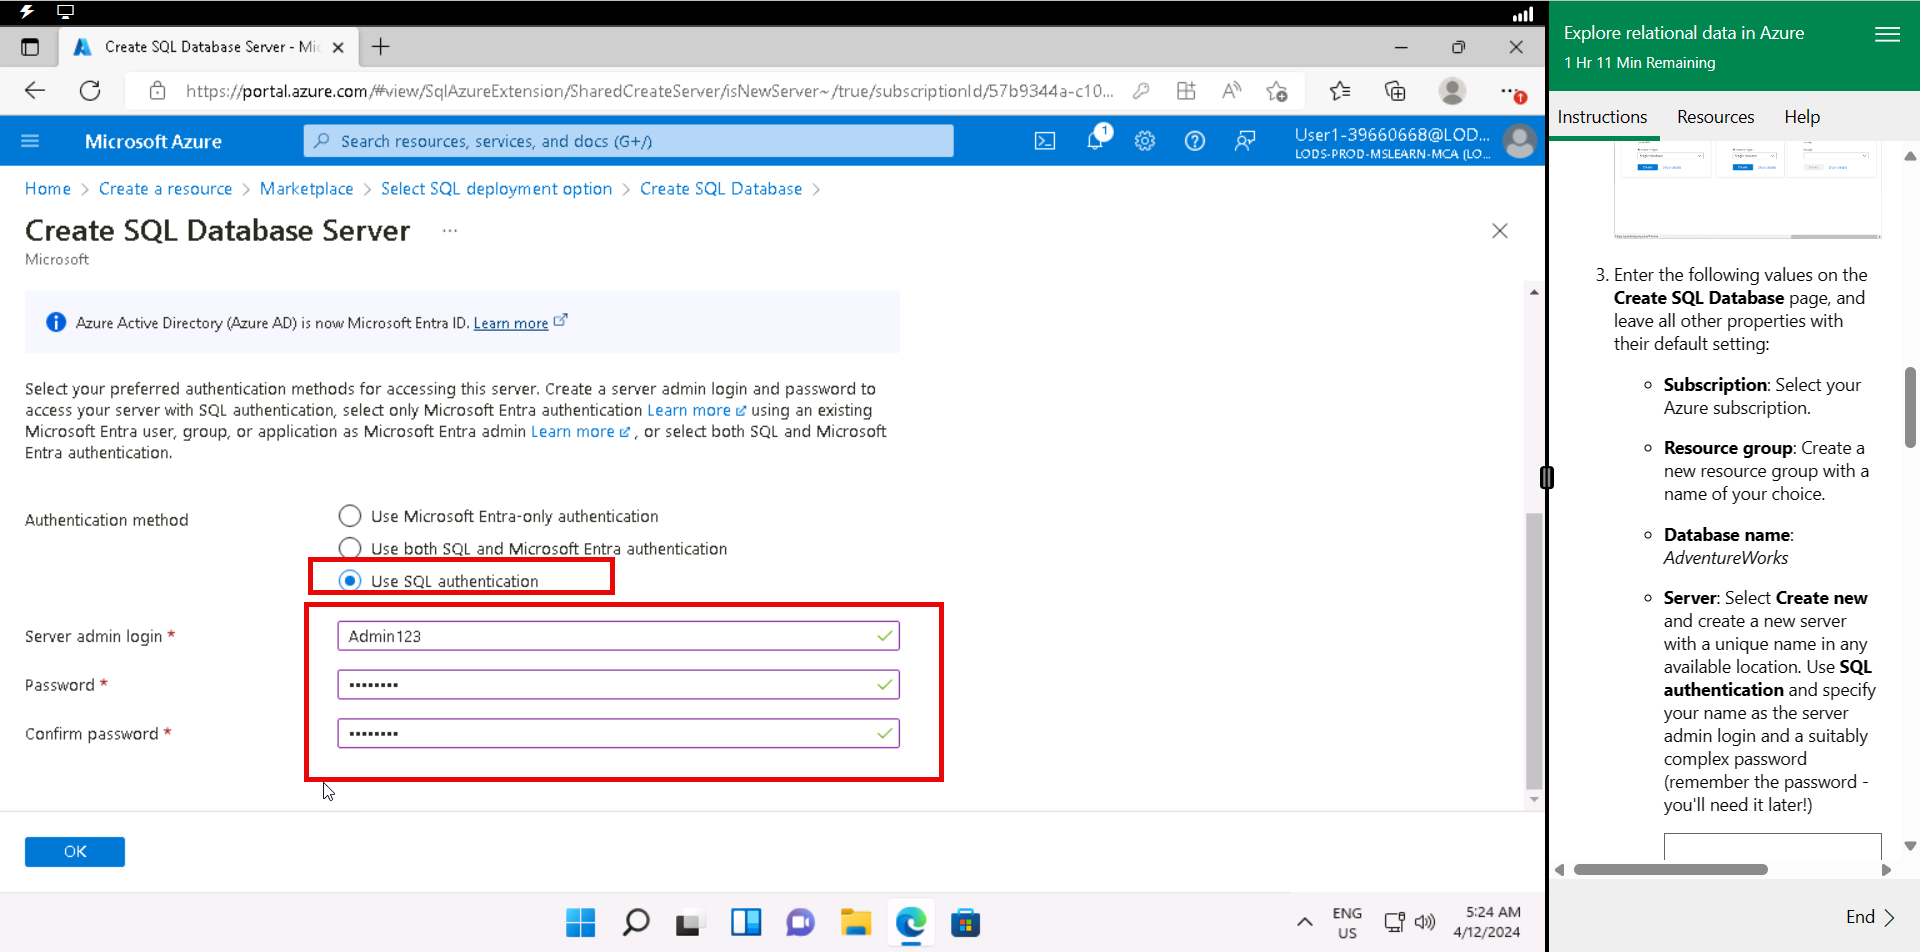 Create SQL Database Server - Mic
https://portal.azure.com/#view/SqlAzureExtension/SharedCreateServer/isNewServer~/true/subscriptionId/57b9344a-c10...
Microsoft Azure
Search resources, services, and docs (G+/)
1
User1-39660668@LOD...
LODS-PROD-MSLEARN-MCA (LO...
Home > Create a resource > Marketplace > Select SQL deployment option > Create SQL Database >
Create SQL Database Server ...
Microsoft
Azure Active Directory (Azure AD) is now Microsoft Entra ID. Learn more
Select your preferred authentication methods for accessing this server. Create a server admin login and password to
access your server with SQL authentication, select only Microsoft Entra authentication Learn more using an existing
Microsoft Entra user, group, or application as Microsoft Entra admin Learn more , or select both SQL and Microsoft
Entra authentication.
Authentication method
Use Microsoft Entra-only authentication
Use both SQL and Microsoft Entra authentication
Use SQL authentication
Server admin login *
Admin123
Password *
••••••••
Confirm password *
••••••••
OK
ENG
US
5:24 AM
4/12/2024
Explore relational data in Azure
1 Hr 11 Min Remaining
Instructions
Resources
Help
3. Enter the following values on the
Create SQL Database page, and
leave all other properties with
their default setting:
Subscription: Select your
Azure subscription.
Resource group: Create a
new resource group with a
name of your choice.
Database name:
AdventureWorks
Server: Select Create new
and create a new server
with a unique name in any
available location. Use SQL
authentication and specify
your name as the server
admin login and a suitably
complex password
(remember the password -
you'll need it later!)
End >